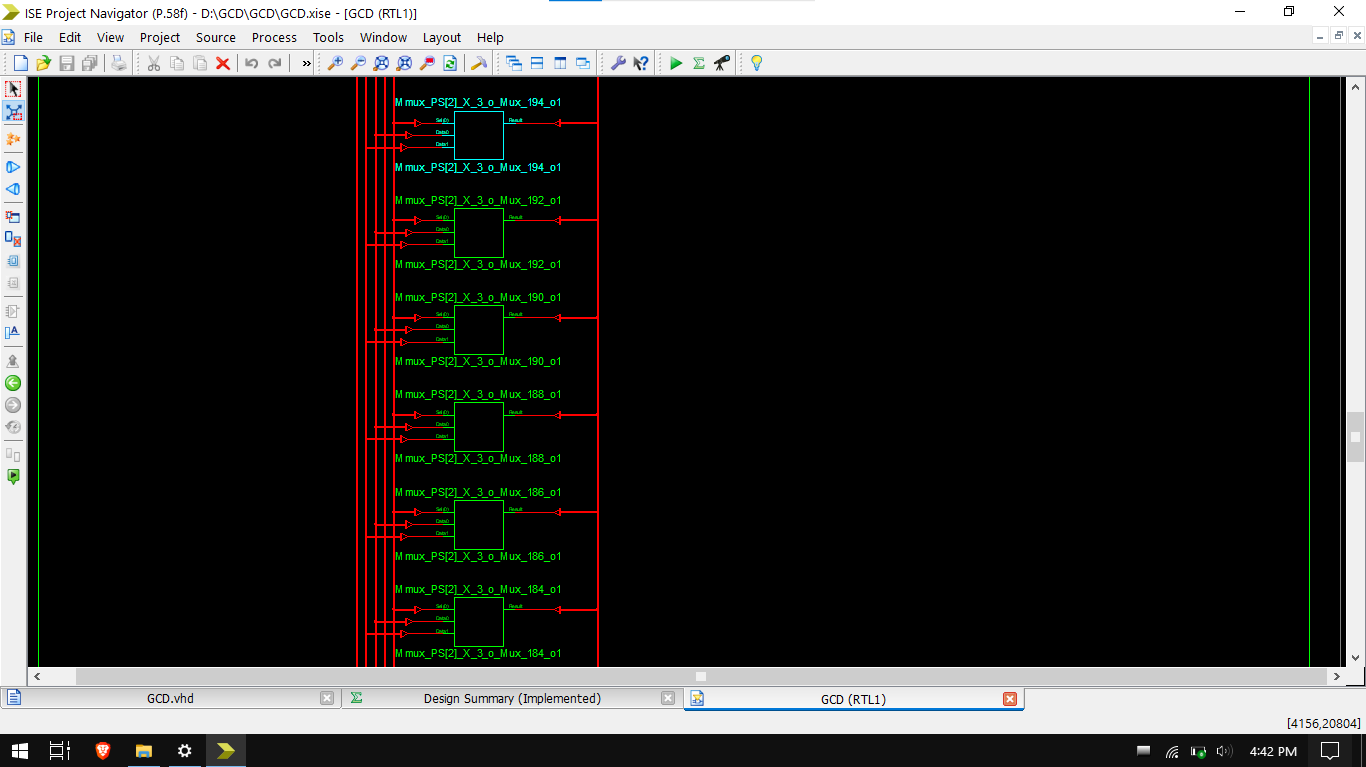 ISE Project Navigator (P.58f) - D:\GCD\GCD\GCD.xise - [GCD (RTL1)]
File Edit View Project Source Process Tools Window Layout Help
Mmux_PS[2]_X_3_o_Mux_194_o1
Sel(0) Result
Data0
Data1
Mmux_PS[2]_X_3_o_Mux_194_o1
Mmux_PS[2]_X_3_o_Mux_192_o1
Sel(0) Result
Data0
Data1
Mmux_PS[2]_X_3_o_Mux_192_o1
Mmux_PS[2]_X_3_o_Mux_190_o1
Sel(0) Result
Data0
Data1
Mmux_PS[2]_X_3_o_Mux_190_o1
Mmux_PS[2]_X_3_o_Mux_188_o1
Sel(0) Result
Data0
Data1
Mmux_PS[2]_X_3_o_Mux_188_o1
Mmux_PS[2]_X_3_o_Mux_186_o1
Sel(0) Result
Data0
Data1
Mmux_PS[2]_X_3_o_Mux_186_o1
Mmux_PS[2]_X_3_o_Mux_184_o1
Sel(0) Result
Data0
Data1
Mmux_PS[2]_X_3_o_Mux_184_o1
GCD.vhd Design Summary (Implemented) GCD (RTL1)
[4156,20804]
4:42 PM